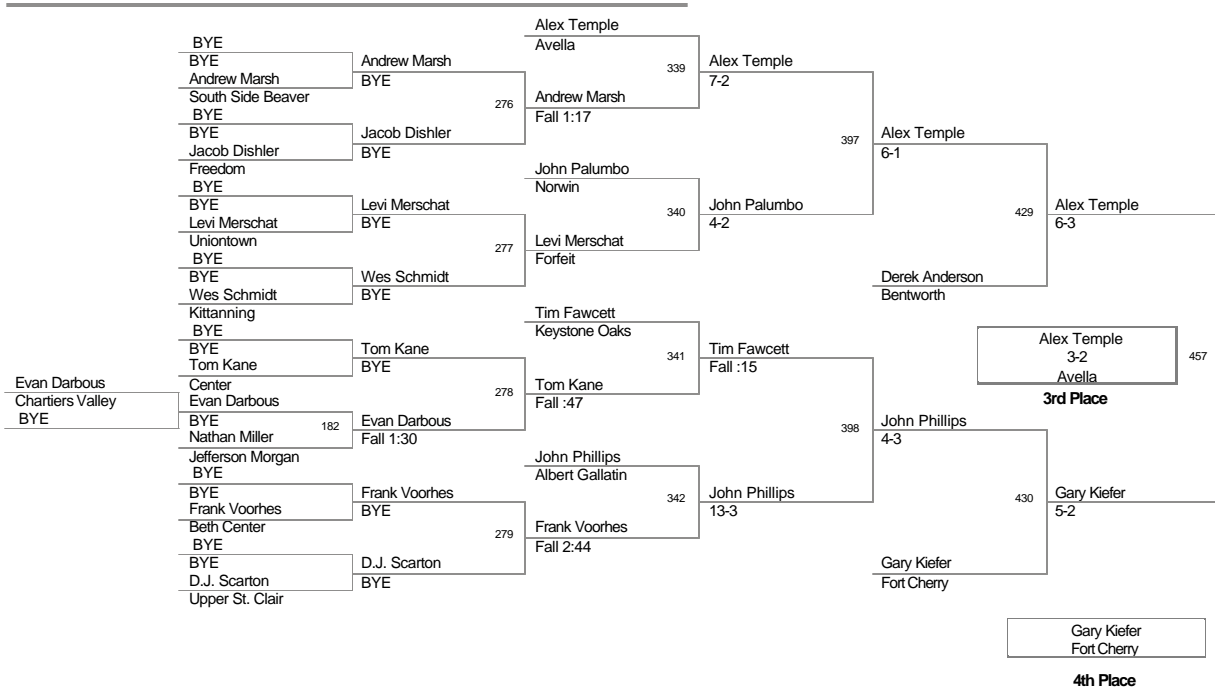 Alex Temple
Avella
BYE
BYE
Andrew Marsh
South Side Beaver
BYE
BYE
Jacob Dishler
Freedom
BYE
BYE
Levi Merschat
Uniontown
BYE
BYE
Wes Schmidt
Kittanning
BYE
BYE
Tom Kane
Center
Evan Darbous
Chartiers Valley
BYE
Evan Darbous
BYE
182
Nathan Miller
Jefferson Morgan
BYE
BYE
Frank Voorhes
Beth Center
BYE
BYE
D.J. Scarton
Upper St. Clair
Andrew Marsh
BYE
276
Jacob Dishler
BYE
Levi Merschat
BYE
277
Wes Schmidt
BYE
Tom Kane
BYE
278
Evan Darbous
Fall 1:30
Frank Voorhes
BYE
279
D.J. Scarton
BYE
339
Andrew Marsh
Fall 1:17
John Palumbo
Norwin
340
Levi Merschat
Forfeit
Tim Fawcett
Keystone Oaks
341
Tom Kane
Fall :47
John Phillips
Albert Gallatin
342
Frank Voorhes
Fall 2:44
Alex Temple
7-2
397
John Palumbo
4-2
Tim Fawcett
Fall :15
398
John Phillips
13-3
Alex Temple
6-1
429
Derek Anderson
Bentworth
John Phillips
4-3
430
Gary Kiefer
Fort Cherry
Alex Temple
6-3
Alex Temple
3-2
Avella
457
3rd Place
Gary Kiefer
5-2
Gary Kiefer
Fort Cherry
4th Place